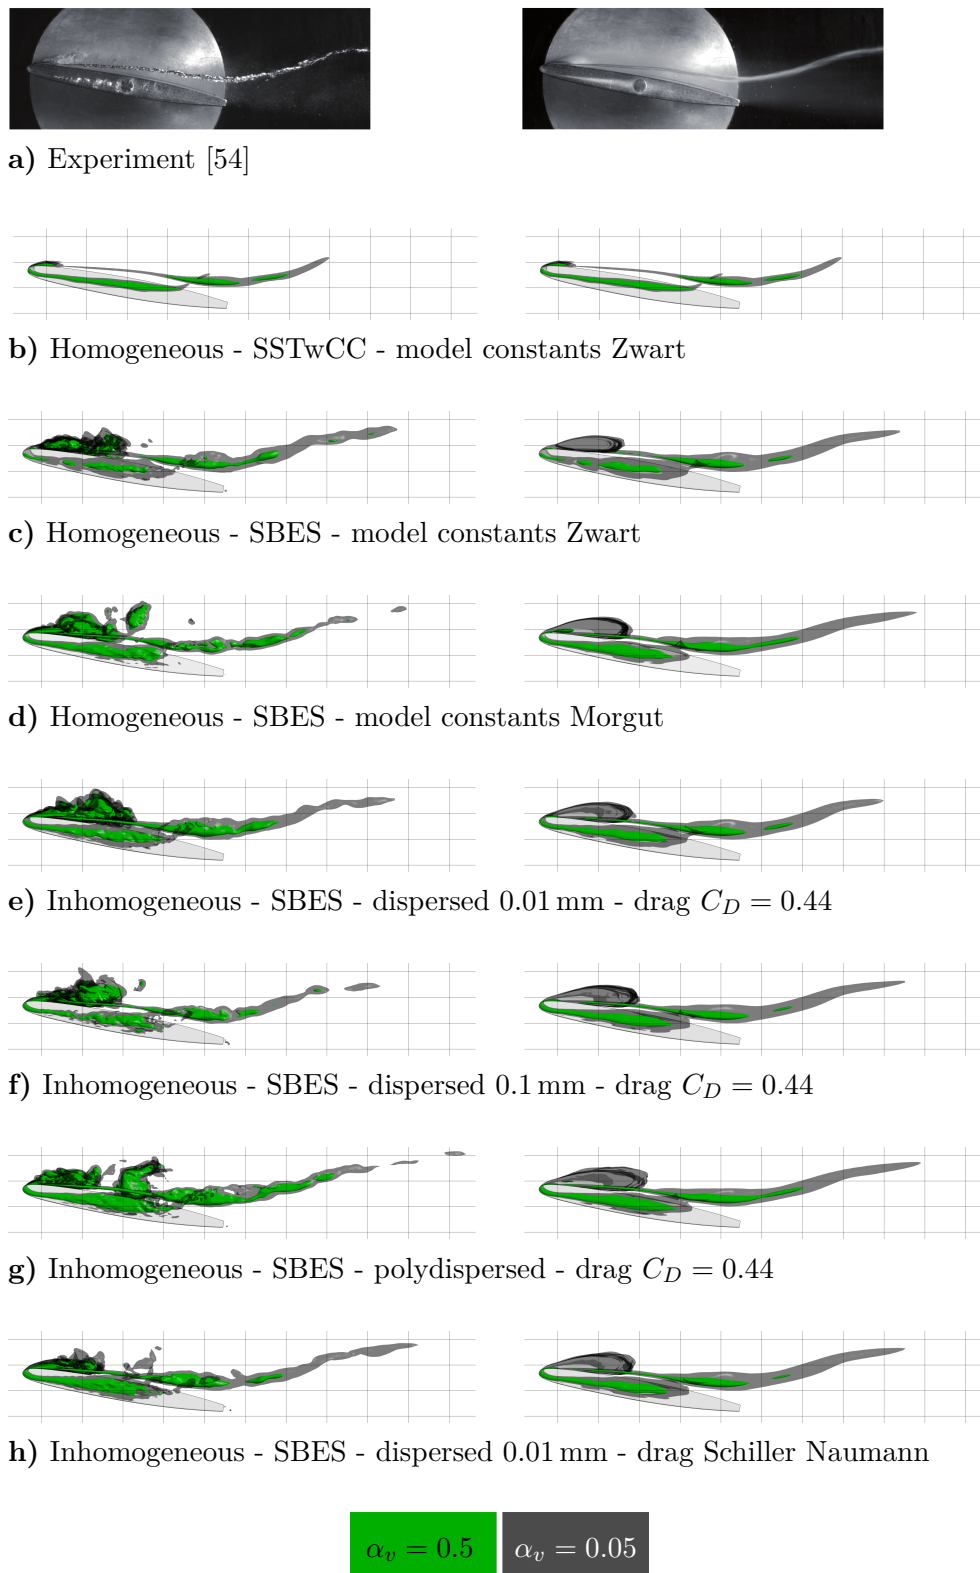 a) Experiment [54]
b) Homogeneous - SSTwCC - model constants Zwart
c) Homogeneous - SBES - model constants Zwart
d) Homogeneous - SBES - model constants Morgut
e) Inhomogeneous - SBES - dispersed 0.01 mm - drag C_D = 0.44
f) Inhomogeneous - SBES - dispersed 0.1 mm - drag C_D = 0.44
g) Inhomogeneous - SBES - polydispersed - drag C_D = 0.44
h) Inhomogeneous - SBES - dispersed 0.01 mm - drag Schiller Naumann
α_v = 0.5 α_v = 0.05